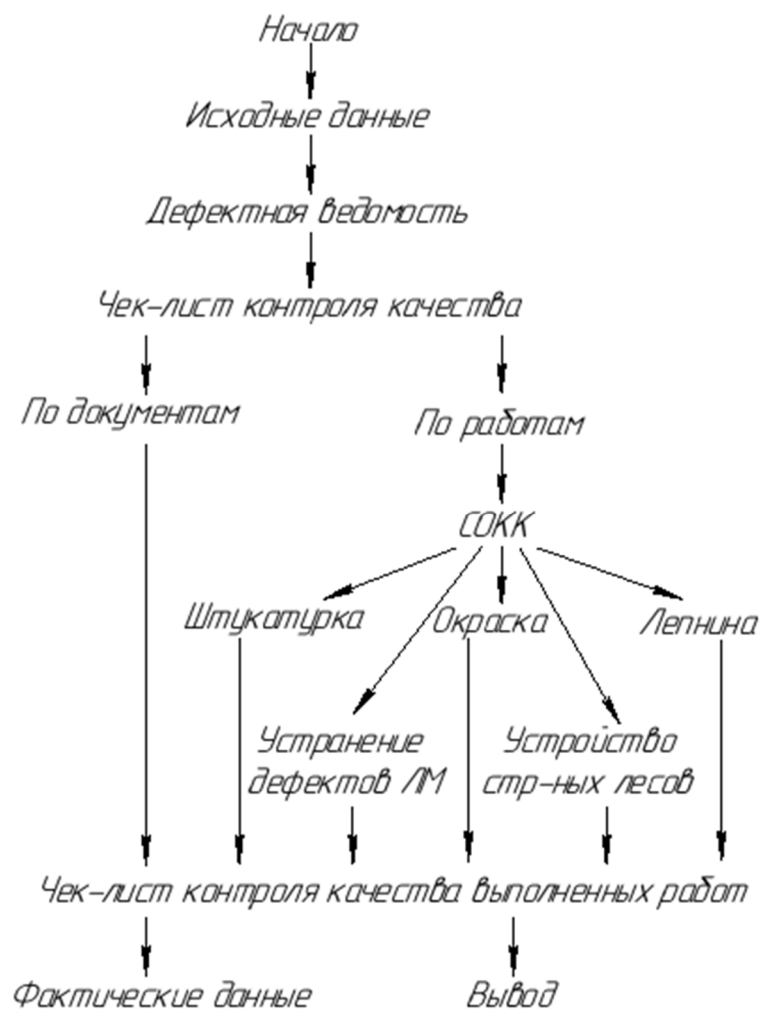 Начало
Исходные данные
Дефектная ведомость
Чек-лист контроля качества
По документам
По работам
СОКК
Штукатурка
Окраска
Лепнина
Устранение
дефектов ЛМ
Устройство
стр-ных лесов
Чек-лист контроля качества выполненных работ
Фактические данные
Вывод